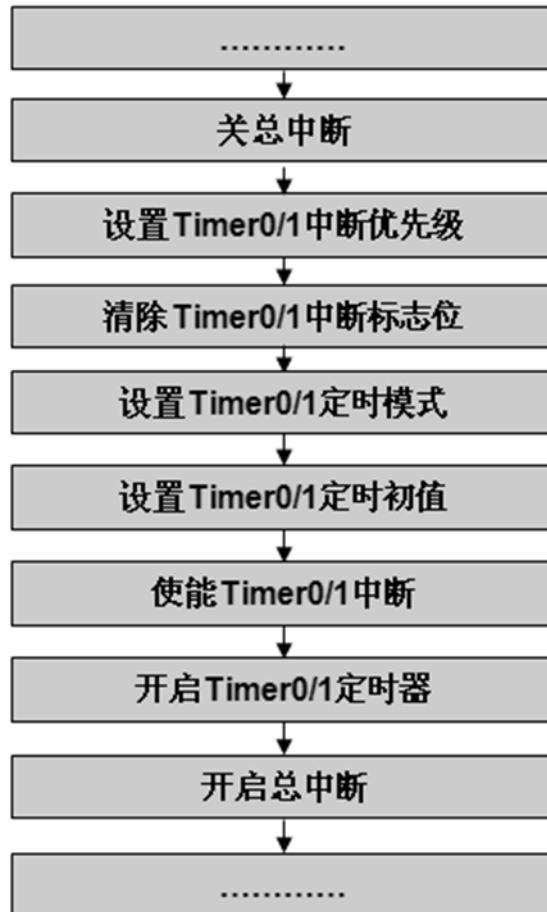 ............
关总中断
设置Timer0/1中断优先级
清除Timer0/1中断标志位
设置Timer0/1定时模式
设置Timer0/1定时初值
使能Timer0/1中断
开启Timer0/1定时器
开启总中断
............